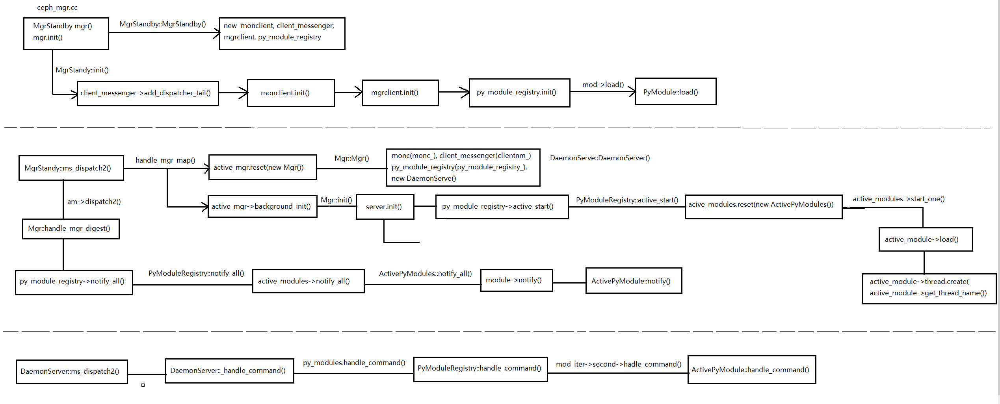 ceph_mgr.cc
MgrStandby mgr()
mgr.init()
MgrStandby::MgrStandby()
new  monclient, client_messenger,
mgrclient, py_module_registry
MgrStandy::init()
client_messenger->add_dispatcher_tail()
monclient.init()
mgrclient.init()
py_module_registry.init()
mod->load()
PyModule::load()
MgrStandy::ms_dispatch2()
handle_mgr_map()
active_mgr.reset(new Mgr())
Mgr::Mgr()
monc(monc_), client_messenger(clientnm_)
py_module_registry(py_module_registry_),
new DaemonServe()
DaemonServe::DaemonServer()
am->dispatch2()
active_mgr->background_init()
Mgr::init()
server.init()
py_module_registry->active_start()
PyModuleRegistry::active_start()
acive_modules.reset(new ActivePyModules())
active_modules->start_one()
Mgr::handle_mgr_digest()
active_module->load()
py_module_registry->notify_all()
PyModuleRegistry::notify_all()
active_modules->notify_all()
ActivePyModules::notify_all()
module->notify()
ActivePyModule::notify()
active_module->thread.create(
active_module->get_thread_name())
DaemonServer::ms_dispatch2()
DaemonServer::_handle_command()
py_modules.handle_command()
PyModuleRegistry::handle_command()
mod_iter->second->hadle_command()
ActivePyModule::handle_command()